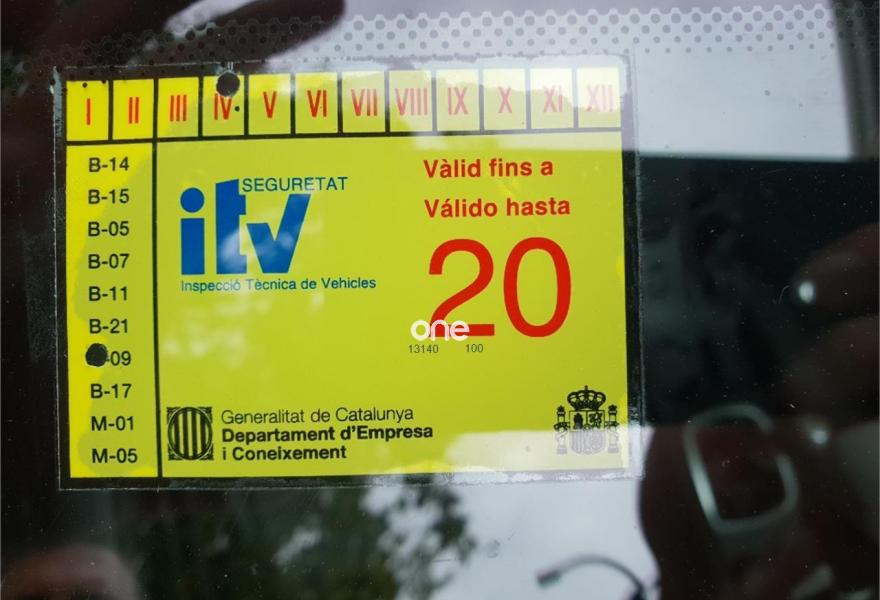 I II III IV V VI VII VIII IX X XI XII
B-14
B-15
B-05
B-07
B-11
B-21
-09
B-17
M-01
M-05
SEGURETAT
itv
Inspecció Tècnica de Vehicles
Vàlid fins a
Válido hasta
20
one
13140 100
Generalitat de Catalunya
Departament d'Empresa
i Coneixement